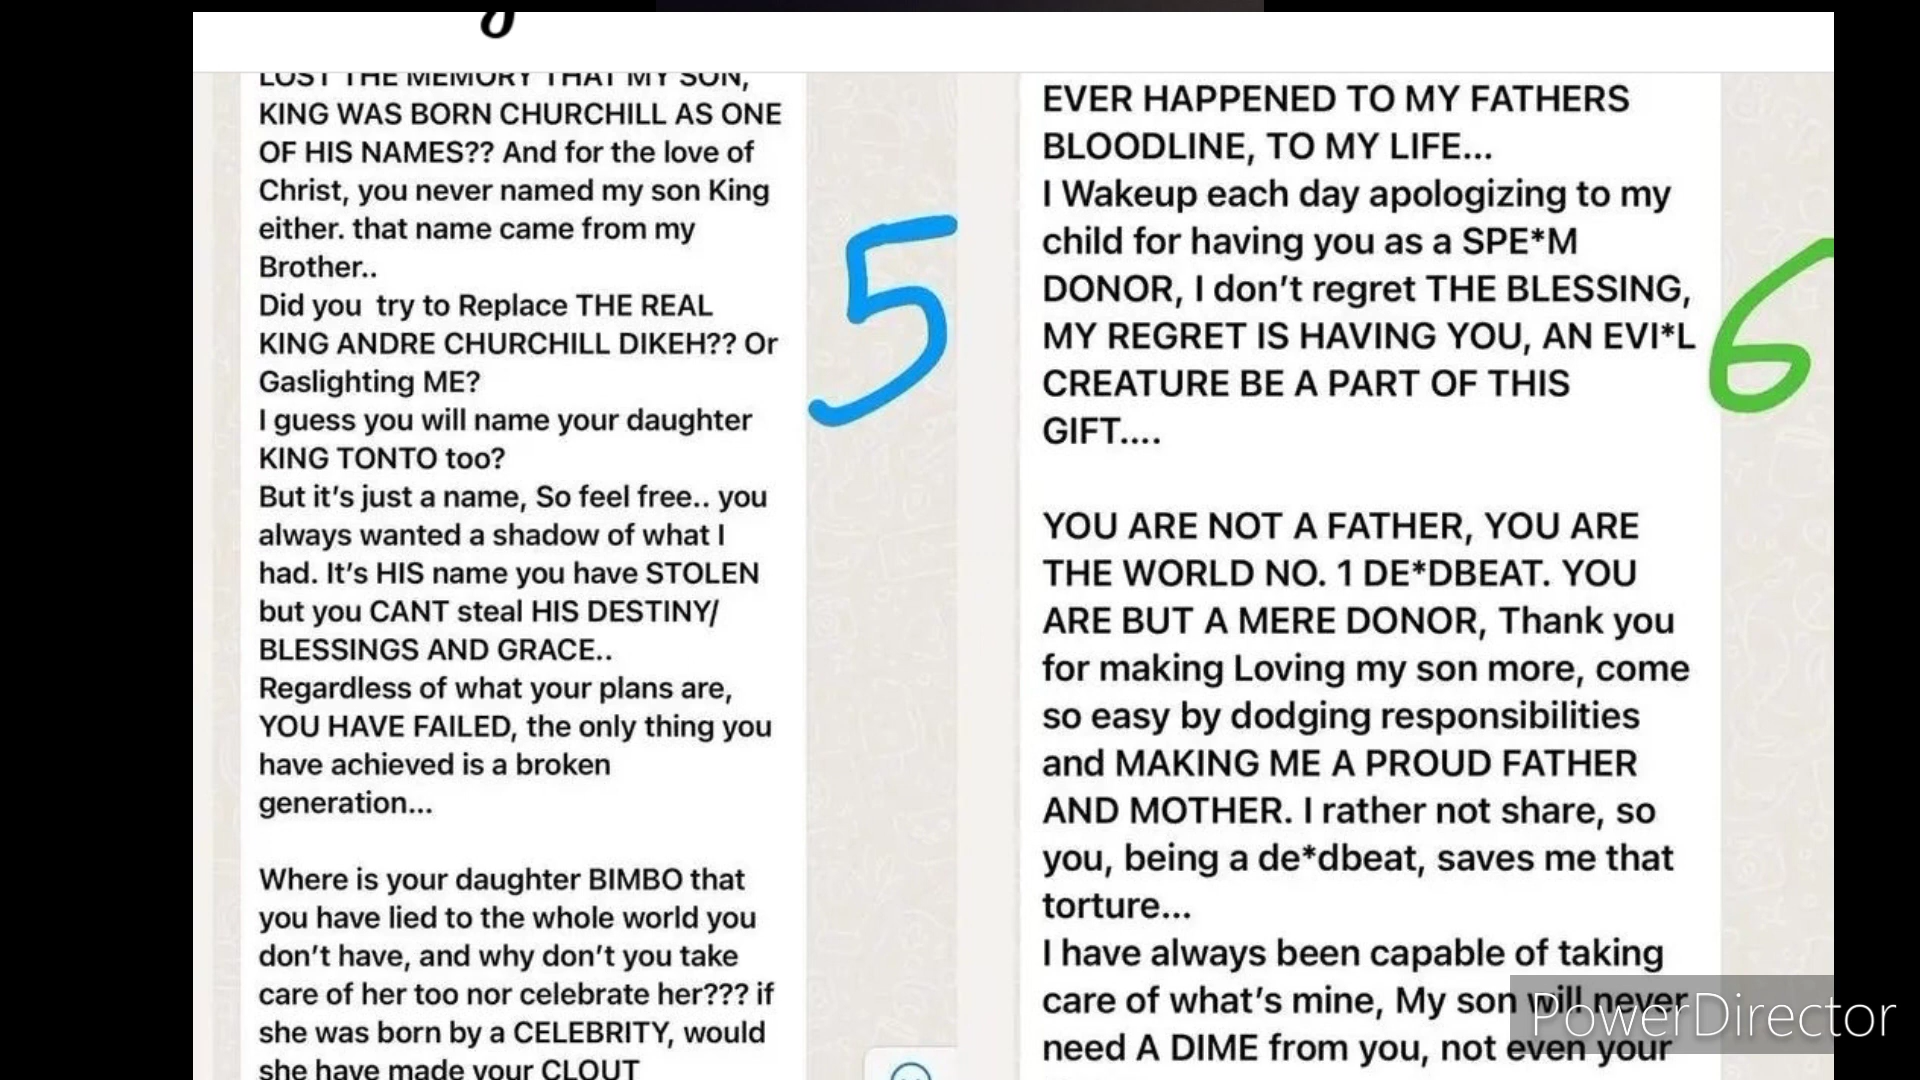 LOST THE MEMORY THAT MY SON,
KING WAS BORN CHURCHILL AS ONE
OF HIS NAMES?? And for the love of
Christ, you never named my son King
either. that name came from my
Brother..
Did you try to Replace THE REAL
KING ANDRE CHURCHILL DIKEH?? Or
Gaslighting ME?
I guess you will name your daughter
KING TONTO too?
But it's just a name, So feel free.. you
always wanted a shadow of what I
had. It's HIS name you have STOLEN
but you CANT steal HIS DESTINY/
BLESSINGS AND GRACE..
Regardless of what your plans are,
YOU HAVE FAILED, the only thing you
have achieved is a broken
generation...
Where is your daughter BIMBO that
you have lied to the whole world you
don't have, and why don't you take
care of her too nor celebrate her??? if
she was born by a CELEBRITY, would
she have made your CLOUT
5
EVER HAPPENED TO MY FATHERS
BLOODLINE, TO MY LIFE...
I Wakeup each day apologizing to my
child for having you as a SPE*M
DONOR, I don't regret THE BLESSING,
MY REGRET IS HAVING YOU, AN EVI*L
CREATURE BE A PART OF THIS
GIFT....
YOU ARE NOT A FATHER, YOU ARE
THE WORLD NO. 1 DE*DBEAT. YOU
ARE BUT A MERE DONOR, Thank you
for making Loving my son more, come
so easy by dodging responsibilities
and MAKING ME A PROUD FATHER
AND MOTHER. I rather not share, so
you, being a de*dbeat, saves me that
torture...
I have always been capable of taking
care of what's mine, My son will never
need A DIME from you, not even your
6
PowerDirector